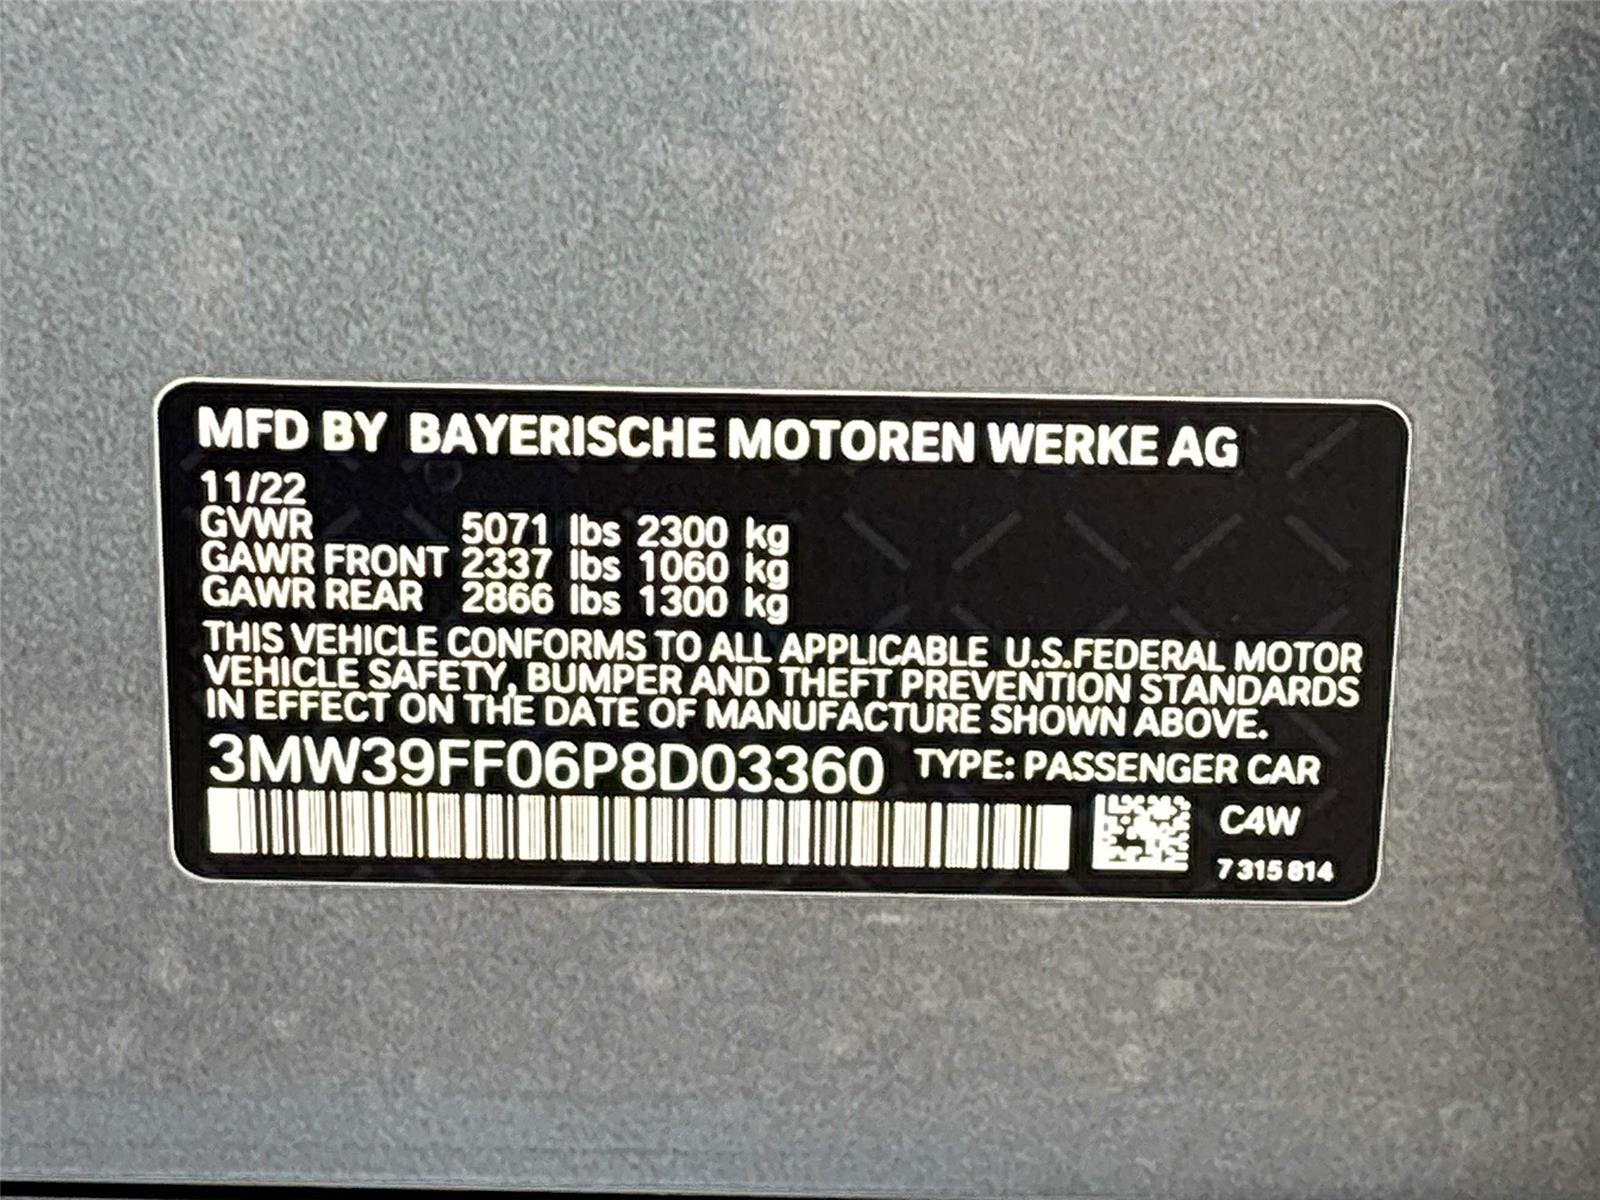 MFD BY BAYERISCHE MOTOREN WERKE AG
11/22
GVWR 5071 lbs 2300 kg
GAWR FRONT 2337 lbs 1060 kg
GAWR REAR 2866 lbs 1300 kg
THIS VEHICLE CONFORMS TO ALL APPLICABLE U.S.FEDERAL MOTOR
VEHICLE SAFETY, BUMPER AND THEFT PREVENTION STANDARDS
IN EFFECT ON THE DATE OF MANUFACTURE SHOWN ABOVE.
3MW39FF06P8D03360 TYPE: PASSENGER CAR
C4W
7 315 814